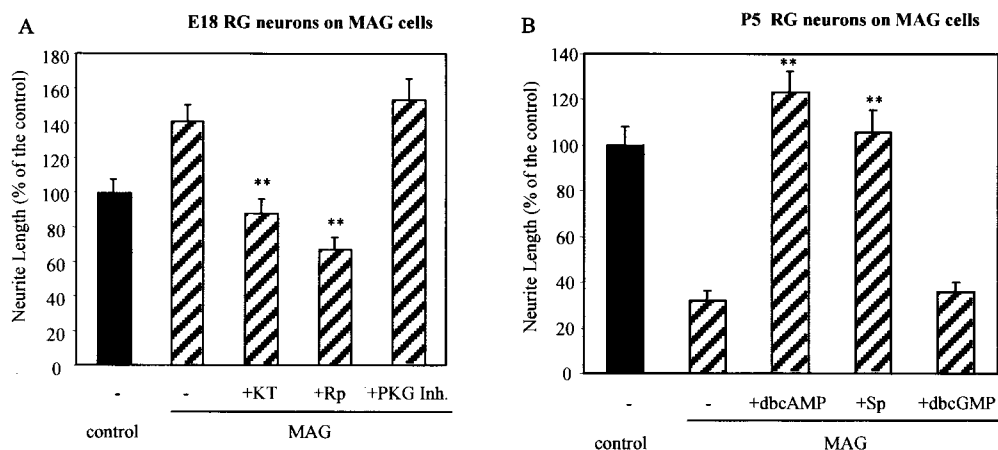 A
E18 RG neurons on MAG cells
Neurite Length (% of the control)
180
160
140
120
100
80
60
40
20
0
**
**
-
-
+KT
+Rp
+PKG Inh.
control
MAG
B
P5 RG neurons on MAG cells
Neurite Length (% of the control)
140
120
100
80
60
40
20
0
**
**
-
-
+dbcAMP
+Sp
+dbcGMP
control
MAG